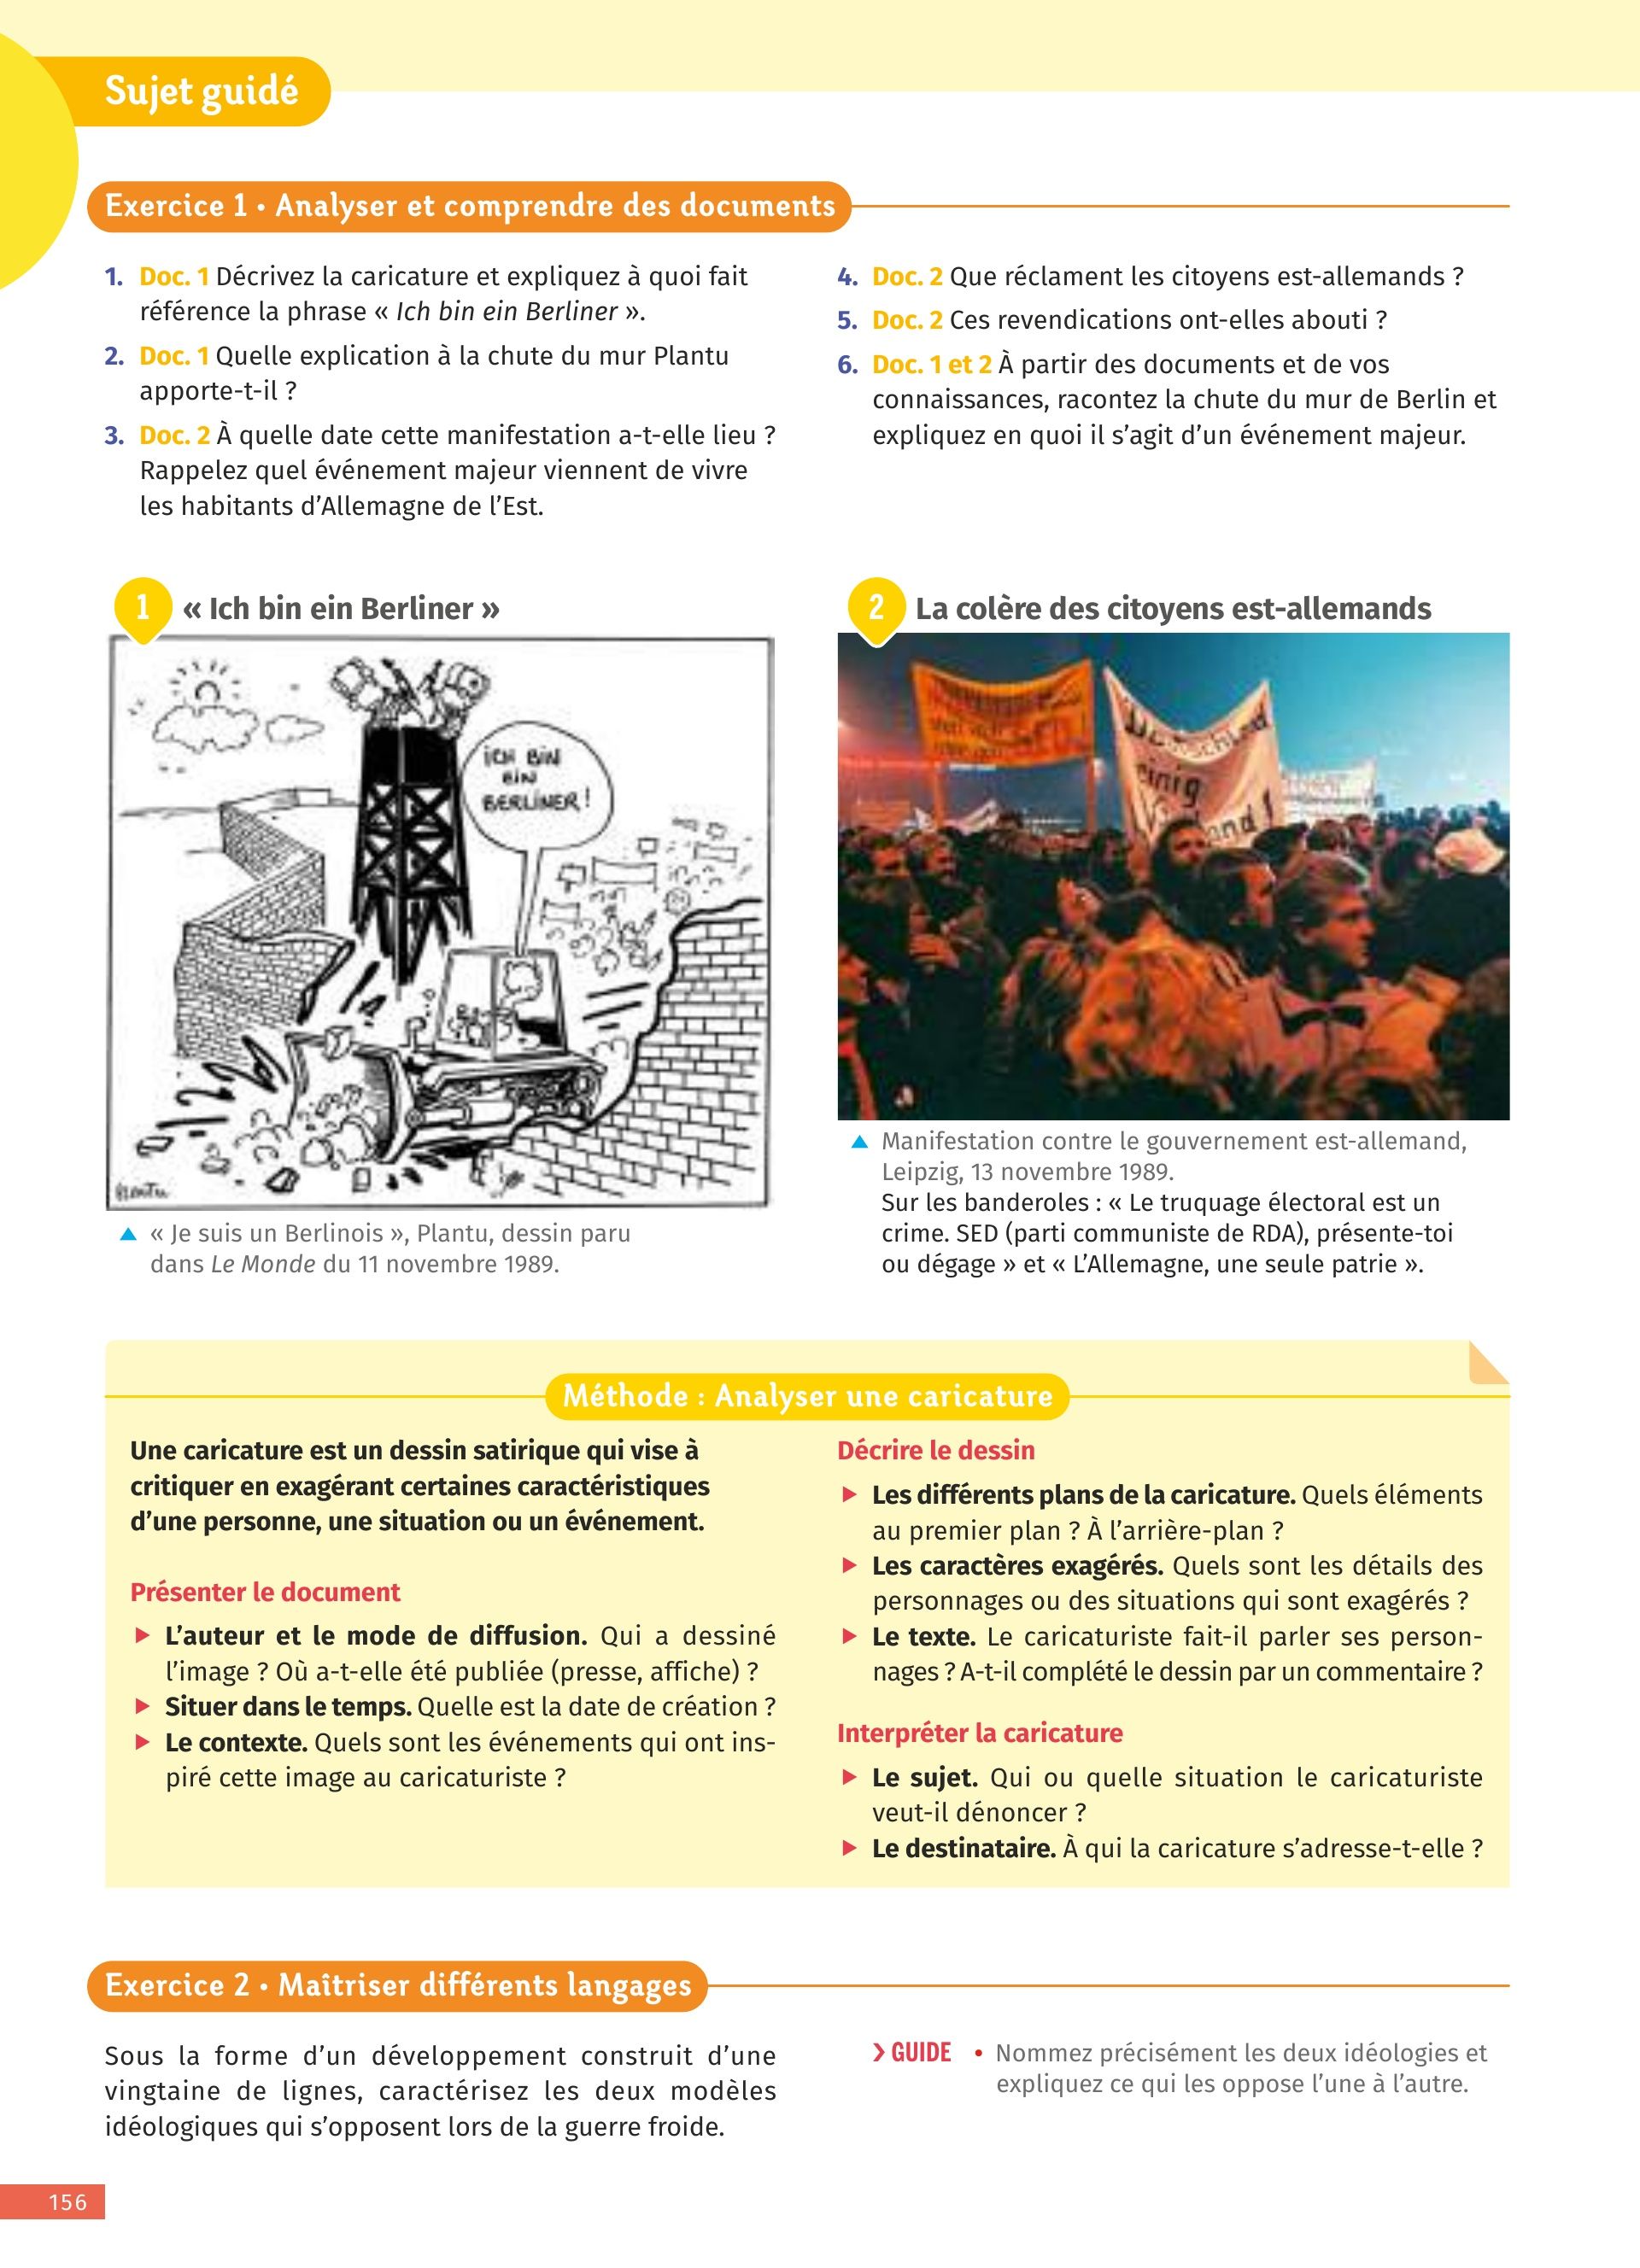 Sujet guidé
Exercice 1 • Analyser et comprendre des documents
1. Doc. 1 Décrivez la caricature et expliquez à quoi fait
référence la phrase « Ich bin ein Berliner ».
2. Doc. 1 Quelle explication à la chute du mur Plantu
apporte-t-il ?
3. Doc. 2 À quelle date cette manifestation a-t-elle lieu ?
Rappelez quel événement majeur viennent de vivre
les habitants d’Allemagne de l’Est.
4. Doc. 2 Que réclament les citoyens est-allemands ?
5. Doc. 2 Ces revendications ont-elles abouti ?
6. Doc. 1 et 2 À partir des documents et de vos
connaissances, racontez la chute du mur de Berlin et
expliquez en quoi il s’agit d’un événement majeur.
1 « Ich bin ein Berliner »
ICH BIN
EIN
BERLINER !
Plantu
▲ « Je suis un Berlinois », Plantu, dessin paru
dans Le Monde du 11 novembre 1989.
2 La colère des citoyens est-allemands
einig
▲ Manifestation contre le gouvernement est-allemand,
Leipzig, 13 novembre 1989.
Sur les banderoles : « Le truquage électoral est un
crime. SED (parti communiste de RDA), présente-toi
ou dégage » et « L’Allemagne, une seule patrie ».
Méthode : Analyser une caricature
Une caricature est un dessin satirique qui vise à
critiquer en exagérant certaines caractéristiques
d’une personne, une situation ou un événement.
Présenter le document
► L’auteur et le mode de diffusion. Qui a dessiné
l’image ? Où a-t-elle été publiée (presse, affiche) ?
► Situer dans le temps. Quelle est la date de création ?
► Le contexte. Quels sont les événements qui ont ins-
piré cette image au caricaturiste ?
Décrire le dessin
► Les différents plans de la caricature. Quels éléments
au premier plan ? À l’arrière-plan ?
► Les caractères exagérés. Quels sont les détails des
personnages ou des situations qui sont exagérés ?
► Le texte. Le caricaturiste fait-il parler ses person-
nages ? A-t-il complété le dessin par un commentaire ?
Interpréter la caricature
► Le sujet. Qui ou quelle situation le caricaturiste
veut-il dénoncer ?
► Le destinataire. À qui la caricature s’adresse-t-elle ?
Exercice 2 • Maîtriser différents langages
Sous la forme d’un développement construit d’une
vingtaine de lignes, caractérisez les deux modèles
idéologiques qui s’opposent lors de la guerre froide.
› GUIDE • Nommez précisément les deux idéologies et
expliquez ce qui les oppose l’une à l’autre.
156